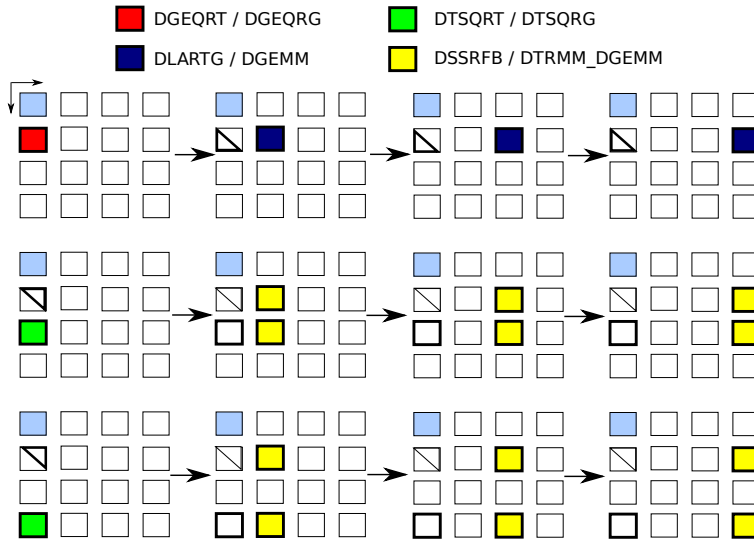 DGEQRT / DGEQRG
DTSQRT / DTSQRG
DLARTG / DGEMM
DSSRFB / DTRMM_DGEMM